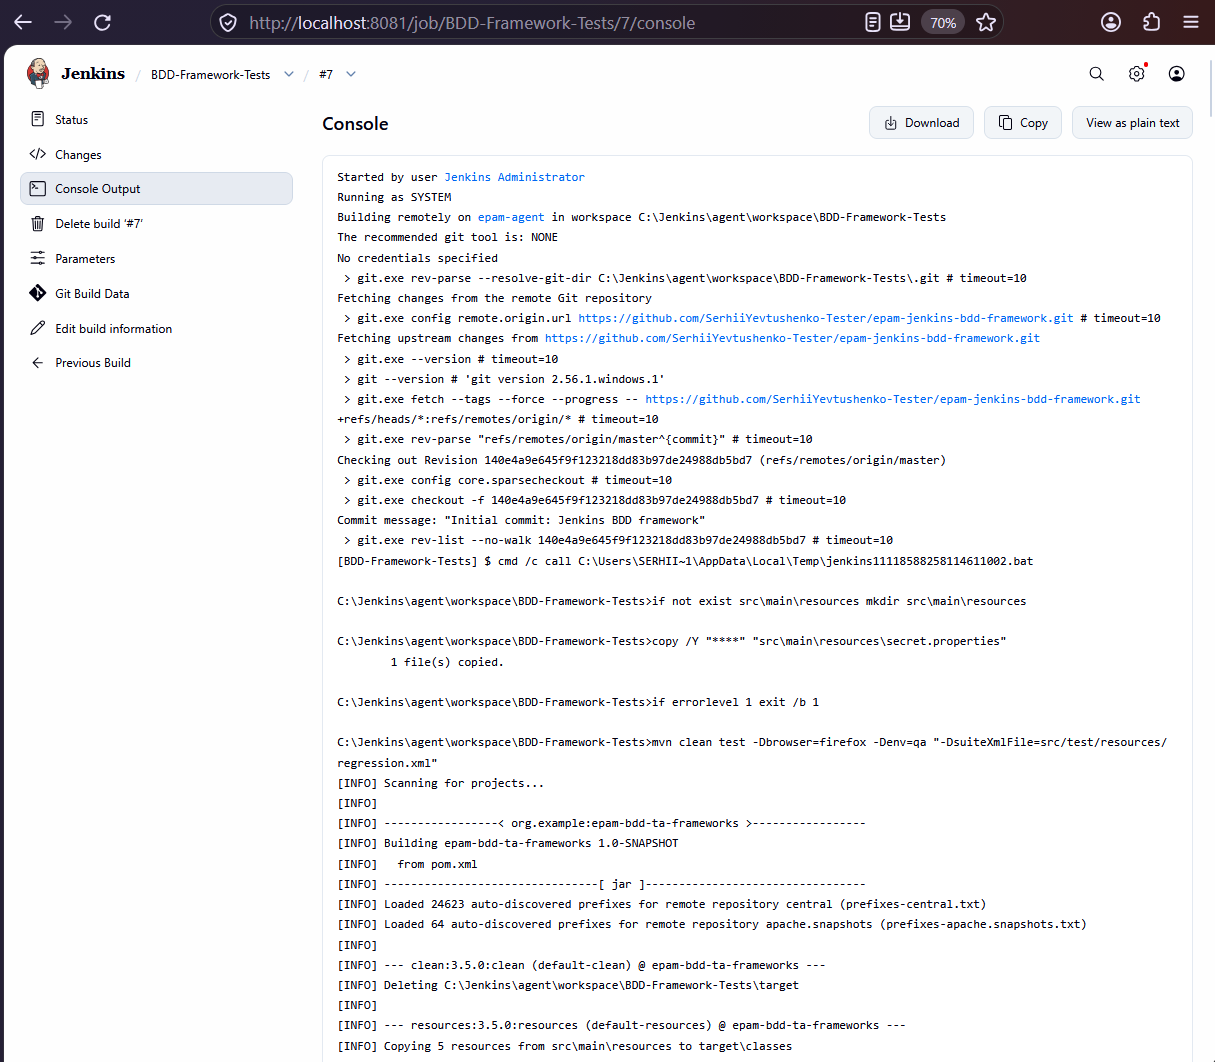 http://localhost:8081/job/BDD-Framework-Tests/7/console
70%
Jenkins / BDD-Framework-Tests / #7
Status
Changes
Console Output
Delete build ‘#7’
Parameters
Git Build Data
Edit build information
Previous Build
Console
Download
Copy
View as plain text
Started by user Jenkins Administrator
Running as SYSTEM
Building remotely on epam-agent in workspace C:\Jenkins\agent\workspace\BDD-Framework-Tests
The recommended git tool is: NONE
No credentials specified
> git.exe rev-parse --resolve-git-dir C:\Jenkins\agent\workspace\BDD-Framework-Tests\.git # timeout=10
Fetching changes from the remote Git repository
> git.exe config remote.origin.url https://github.com/SerhiiYevtushenko-Tester/epam-jenkins-bdd-framework.git # timeout=10
Fetching upstream changes from https://github.com/SerhiiYevtushenko-Tester/epam-jenkins-bdd-framework.git
> git.exe --version # timeout=10
> git --version # 'git version 2.56.1.windows.1'
> git.exe fetch --tags --force --progress -- https://github.com/SerhiiYevtushenko-Tester/epam-jenkins-bdd-framework.git
+refs/heads/*:refs/remotes/origin/* # timeout=10
> git.exe rev-parse "refs/remotes/origin/master^{commit}" # timeout=10
Checking out Revision 140e4a9e645f9f123218dd83b97de24988db5bd7 (refs/remotes/origin/master)
> git.exe config core.sparsecheckout # timeout=10
> git.exe checkout -f 140e4a9e645f9f123218dd83b97de24988db5bd7 # timeout=10
Commit message: "Initial commit: Jenkins BDD framework"
> git.exe rev-list --no-walk 140e4a9e645f9f123218dd83b97de24988db5bd7 # timeout=10
[BDD-Framework-Tests] $ cmd /c call C:\Users\SERHII~1\AppData\Local\Temp\jenkins11118588258114611002.bat
C:\Jenkins\agent\workspace\BDD-Framework-Tests>if not exist src\main\resources mkdir src\main\resources
C:\Jenkins\agent\workspace\BDD-Framework-Tests>copy /Y "****" "src\main\resources\secret.properties"
1 file(s) copied.
C:\Jenkins\agent\workspace\BDD-Framework-Tests>if errorlevel 1 exit /b 1
C:\Jenkins\agent\workspace\BDD-Framework-Tests>mvn clean test -Dbrowser=firefox -Denv=qa "-DsuiteXmlFile=src/test/resources/
regression.xml"
[INFO] Scanning for projects...
[INFO]
[INFO] -----------------< org.example:epam-bdd-ta-frameworks >-----------------
[INFO] Building epam-bdd-ta-frameworks 1.0-SNAPSHOT
[INFO]   from pom.xml
[INFO] --------------------------------[ jar ]---------------------------------
[INFO] Loaded 24623 auto-discovered prefixes for remote repository central (prefixes-central.txt)
[INFO] Loaded 64 auto-discovered prefixes for remote repository apache.snapshots (prefixes-apache.snapshots.txt)
[INFO]
[INFO] --- clean:3.5.0:clean (default-clean) @ epam-bdd-ta-frameworks ---
[INFO] Deleting C:\Jenkins\agent\workspace\BDD-Framework-Tests\target
[INFO]
[INFO] --- resources:3.5.0:resources (default-resources) @ epam-bdd-ta-frameworks ---
[INFO] Copying 5 resources from src\main\resources to target\classes